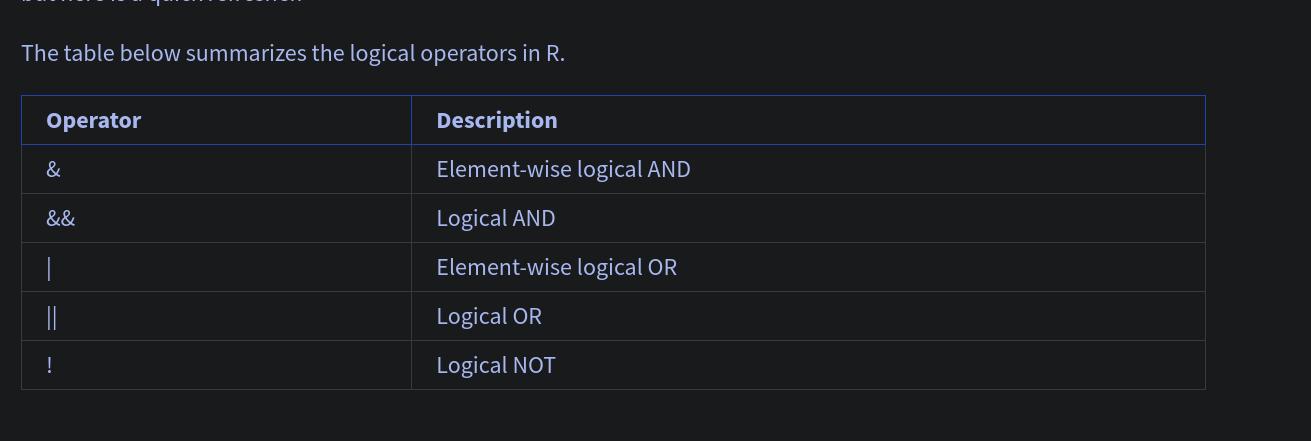 The table below summarizes the logical operators in R.
Operator Description
& Element-wise logical AND
&& Logical AND
| Element-wise logical OR
|| Logical OR
! Logical NOT